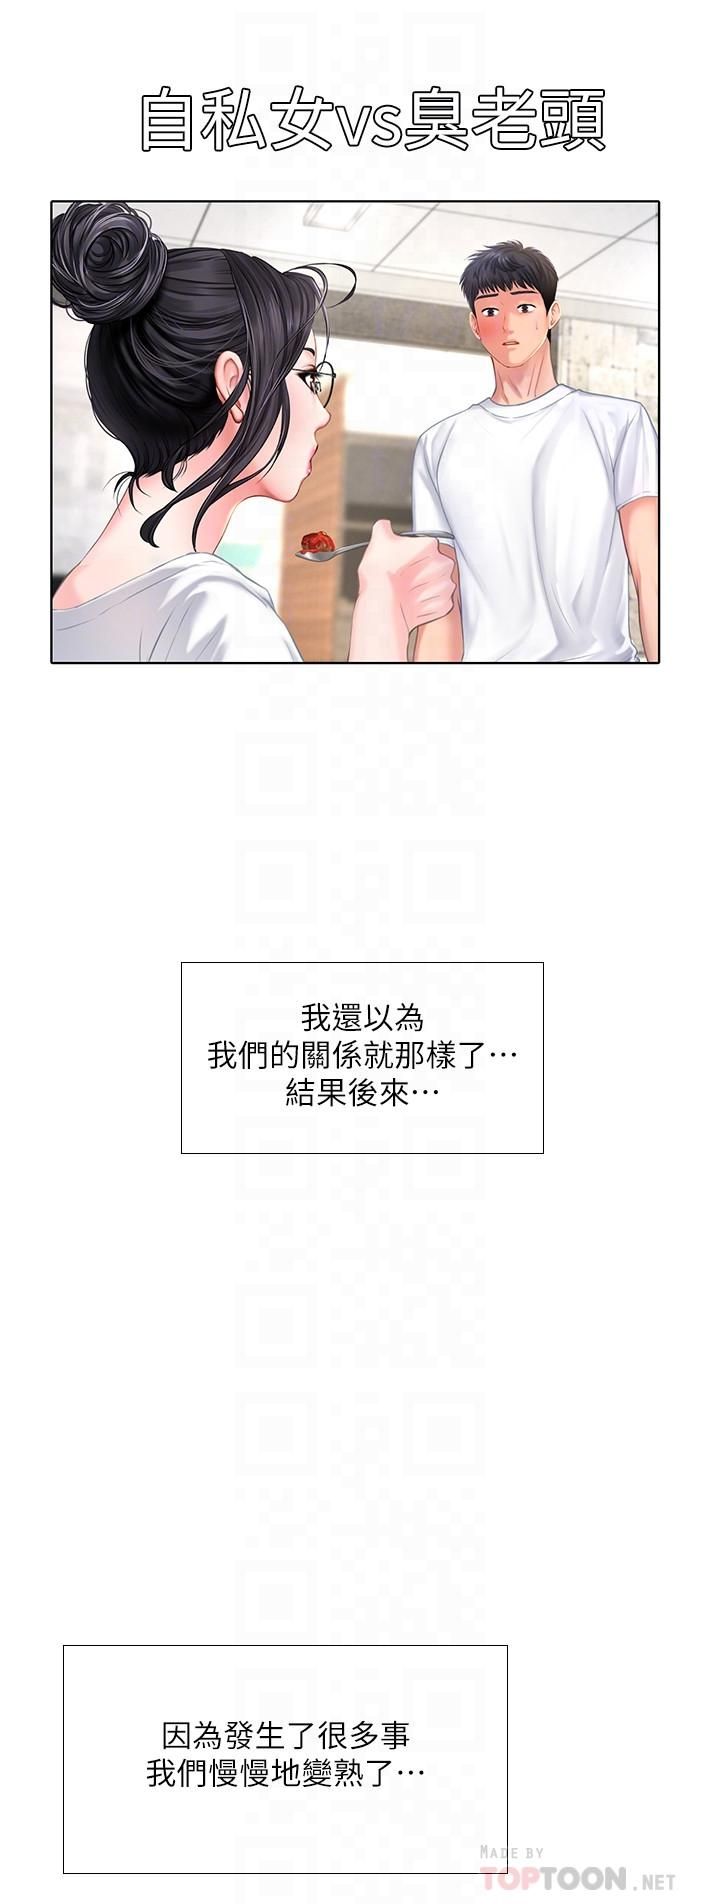 自私女vs臭老頭
我還以為
我們的關係就那樣了⋯
結果後來⋯
因為發生了很多事
我們慢慢地變熟了⋯
MADE BY
TOPTOON.NET